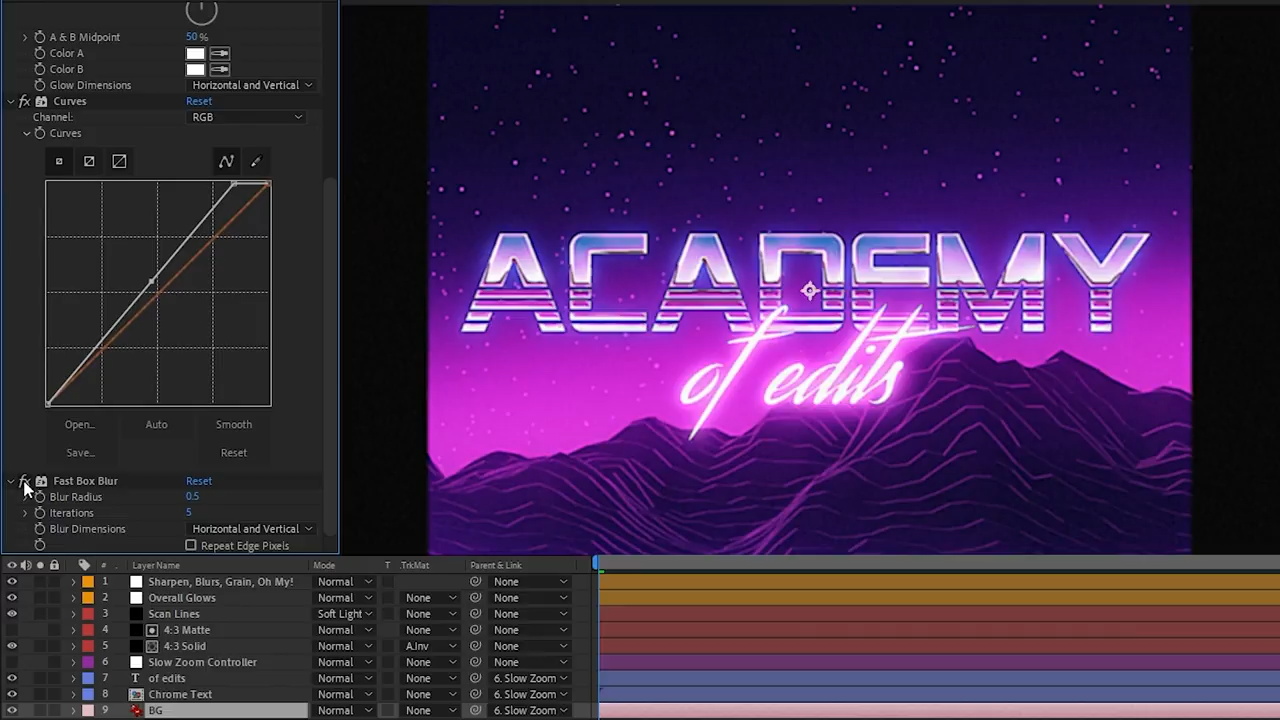 A & B Midpoint 50 %
Color A
Color B
Glow Dimensions Horizontal and Vertical
fx Curves Reset
Channel: RGB
Curves
Open... Auto Smooth
Save... Reset
Fast Box Blur Reset
Blur Radius 0.5
Iterations 5
Blur Dimensions Horizontal and Vertical
Repeat Edge Pixels
ACADEMY
of edits
# Layer Name Mode T .TrkMat Parent & Link
1 Sharpen, Blurs, Grain, Oh My! Normal None
2 Overall Glows Normal None None
3 Scan Lines Soft Light None None
4 4:3 Matte Normal None None
5 4:3 Solid Normal A.Inv None
6 Slow Zoom Controller Normal None None
7 T of edits Normal None 6. Slow Zoom
8 Chrome Text Normal None 6. Slow Zoom
9 BG Normal None 6. Slow Zoom